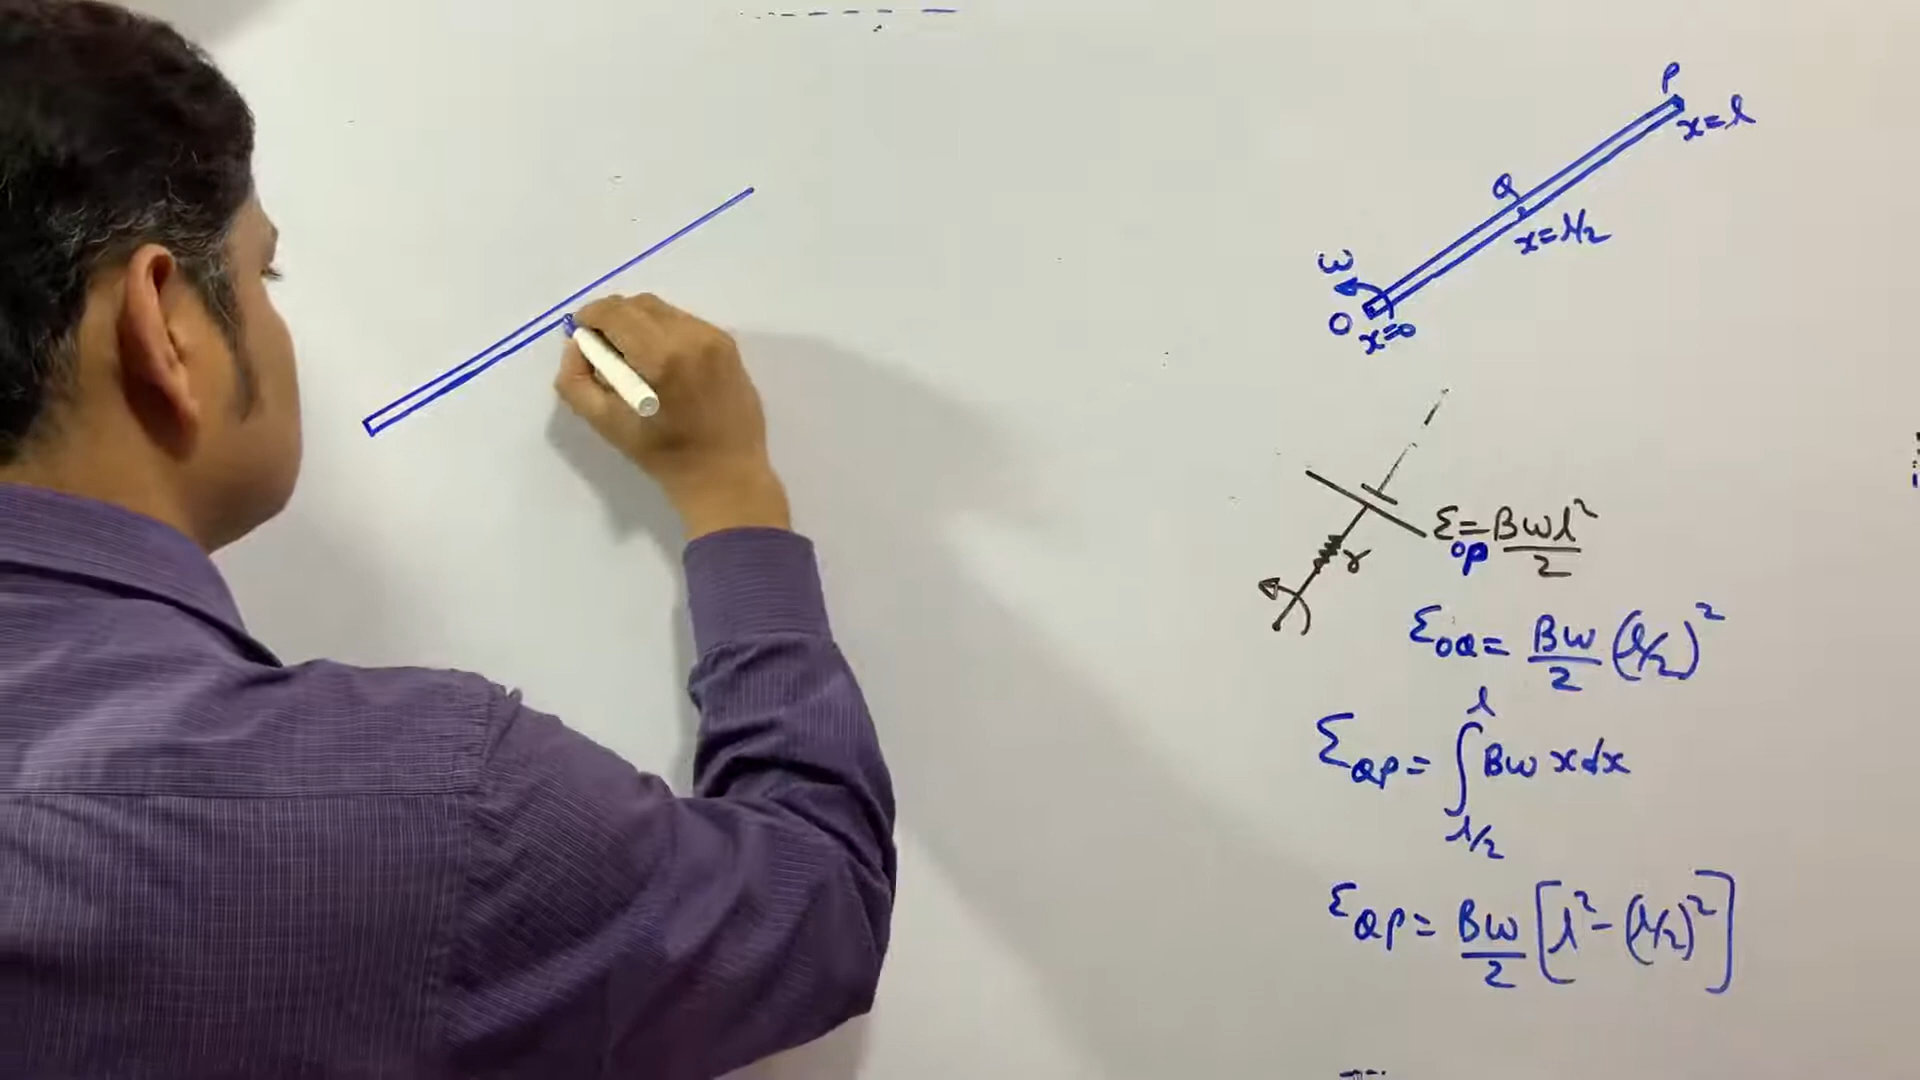 P
x=l
Q
x=l/2
ω
O
x=0
r
ε_OP = Bωl²/2
ε_OQ = Bω/2 (l/2)²
ε_QP = ∫_{l/2}^{l} Bω x dx
ε_QP = Bω/2 [l² - (l/2)²]